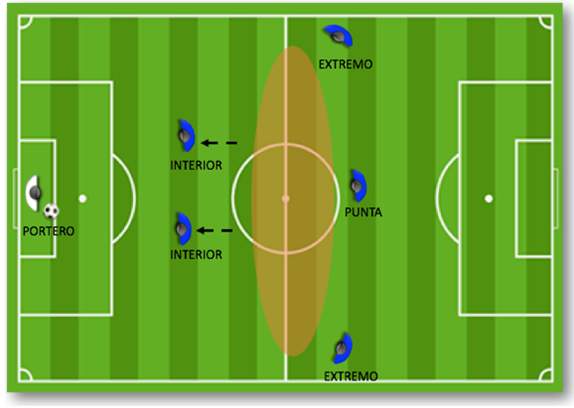 EXTREMO
INTERIOR
PUNTA
PORTERO
INTERIOR
EXTREMO